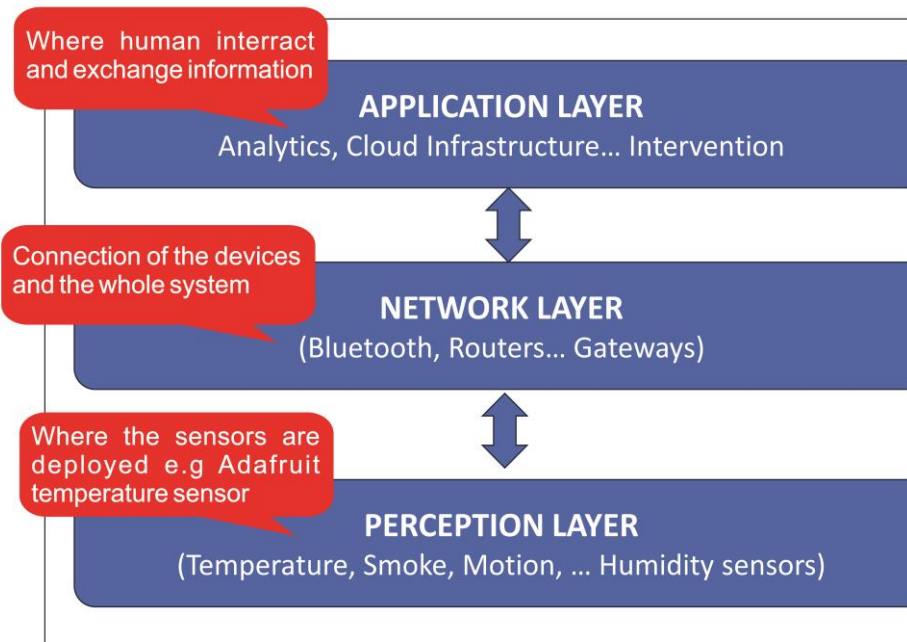 Where human interract
and exchange information
APPLICATION LAYER
Analytics, Cloud Infrastructure... Intervention
Connection of the devices
and the whole system
NETWORK LAYER
(Bluetooth, Routers... Gateways)
Where the sensors are
deployed e.g Adafruit
temperature sensor
PERCEPTION LAYER
(Temperature, Smoke, Motion, ... Humidity sensors)